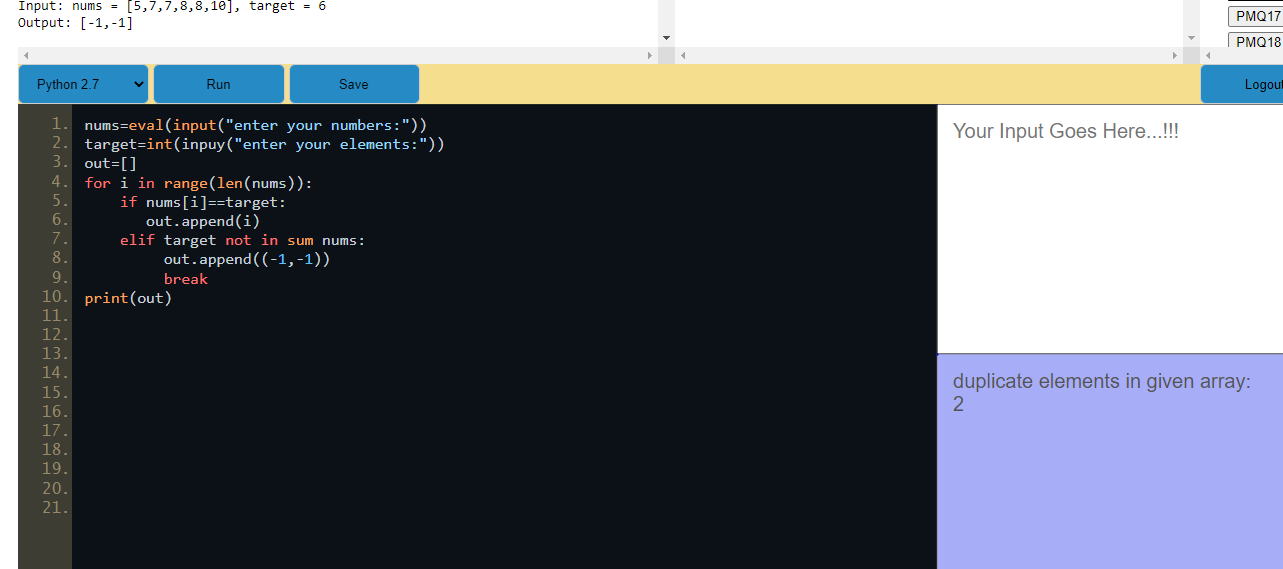 Input: nums = [5,7,7,8,8,10], target = 6
Output: [-1,-1]
PMQ17
PMQ18
Python 2.7
Run
Save
Logout
1. nums=eval(input("enter your numbers:"))
2. target=int(inpuy("enter your elements:"))
3. out=[]
4. for i in range(len(nums)):
5.     if nums[i]==target:
6.        out.append(i)
7.     elif target not in sum nums:
8.          out.append((-1,-1))
9.          break
10. print(out)
11.
12.
13.
14.
15.
16.
17.
18.
19.
20.
21.
Your Input Goes Here...!!!
duplicate elements in given array:
2